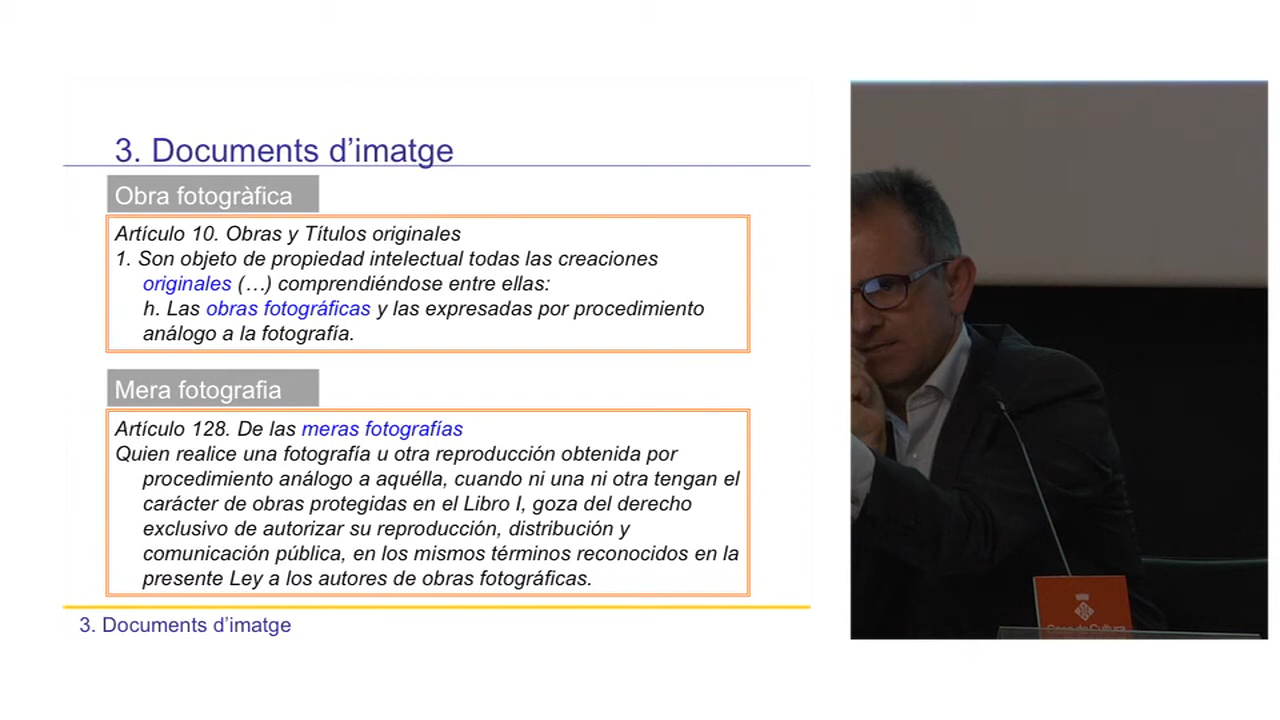 3. Documents d’imatge
Obra fotogràfica
Artículo 10. Obras y Títulos originales
1. Son objeto de propiedad intelectual todas las creaciones
originales (…) comprendiéndose entre ellas:
h. Las obras fotográficas y las expresadas por procedimiento
análogo a la fotografía.
Mera fotografia
Artículo 128. De las meras fotografías
Quien realice una fotografía u otra reproducción obtenida por
procedimiento análogo a aquélla, cuando ni una ni otra tengan el
carácter de obras protegidas en el Libro I, goza del derecho
exclusivo de autorizar su reproducción, distribución y
comunicación pública, en los mismos términos reconocidos en la
presente Ley a los autores de obras fotográficas.
3. Documents d’imatge
Casa de Cultura